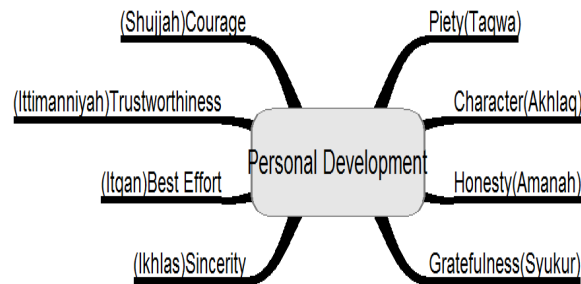 (Shujjah)Courage
Piety(Taqwa)
(Ittimanniyah)Trustworthiness
Character(Akhlaq)
Personal Development
(Itqan)Best Effort
Honesty(Amanah)
(Ikhlas)Sincerity
Gratefulness(Syukur)